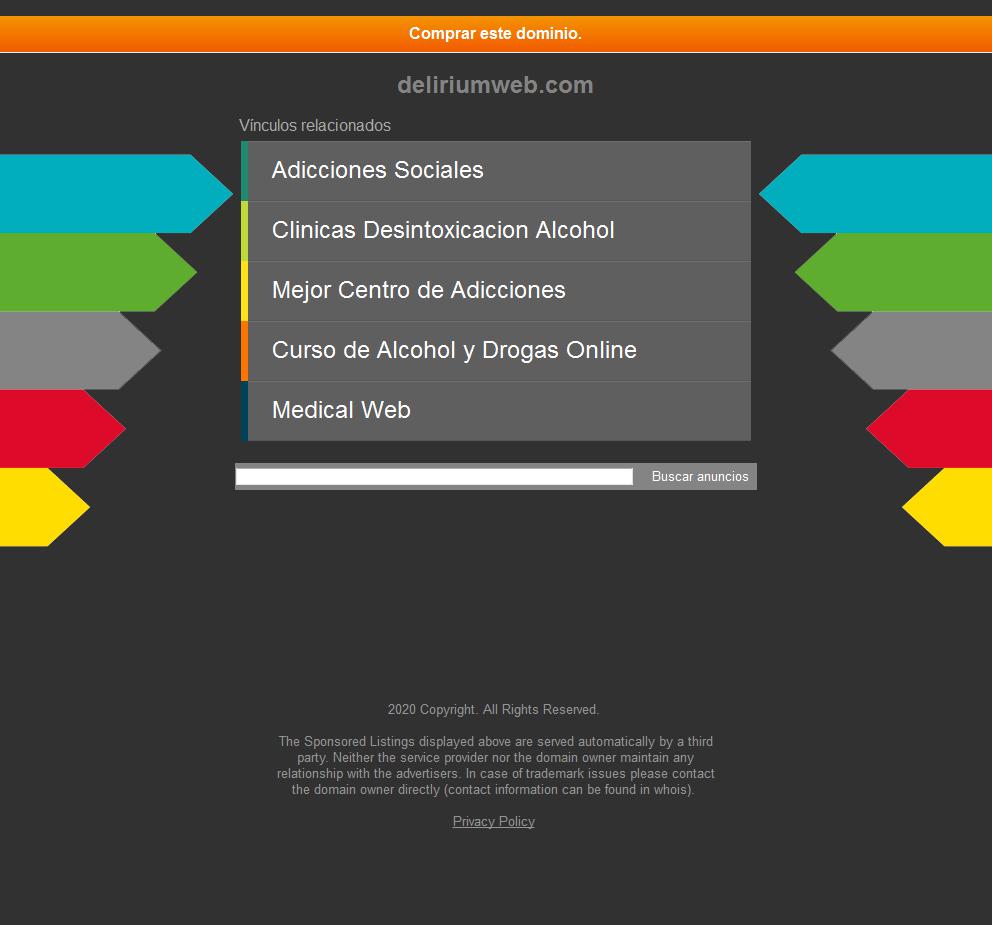 Comprar este dominio.
deliriumweb.com
Vínculos relacionados
Adicciones Sociales
Clinicas Desintoxicacion Alcohol
Mejor Centro de Adicciones
Curso de Alcohol y Drogas Online
Medical Web
Buscar anuncios
2020 Copyright. All Rights Reserved.
The Sponsored Listings displayed above are served automatically by a third
party. Neither the service provider nor the domain owner maintain any
relationship with the advertisers. In case of trademark issues please contact
the domain owner directly (contact information can be found in whois).
Privacy Policy